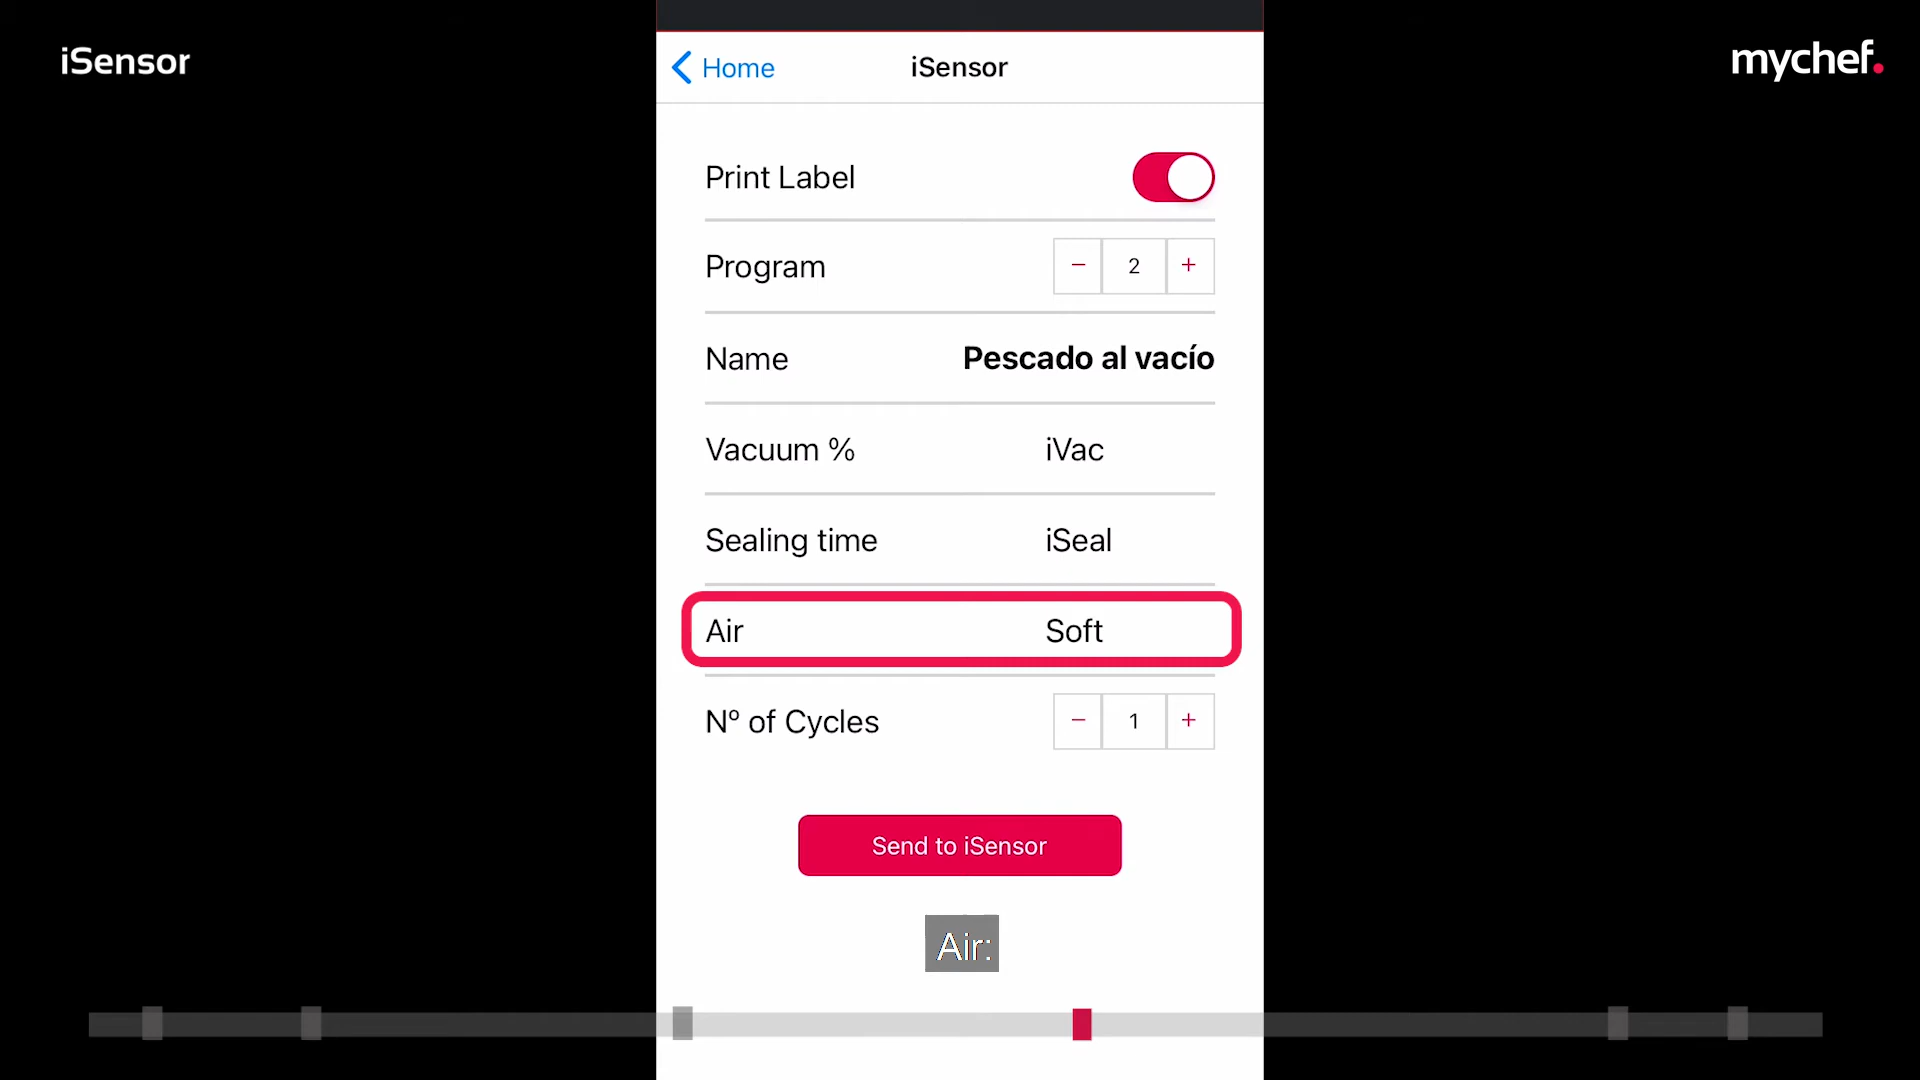 iSensor
mychef.
Home
iSensor
Print Label
Program − 2 +
Name Pescado al vacío
Vacuum % iVac
Sealing time iSeal
Air Soft
Nº of Cycles − 1 +
Send to iSensor
Air: